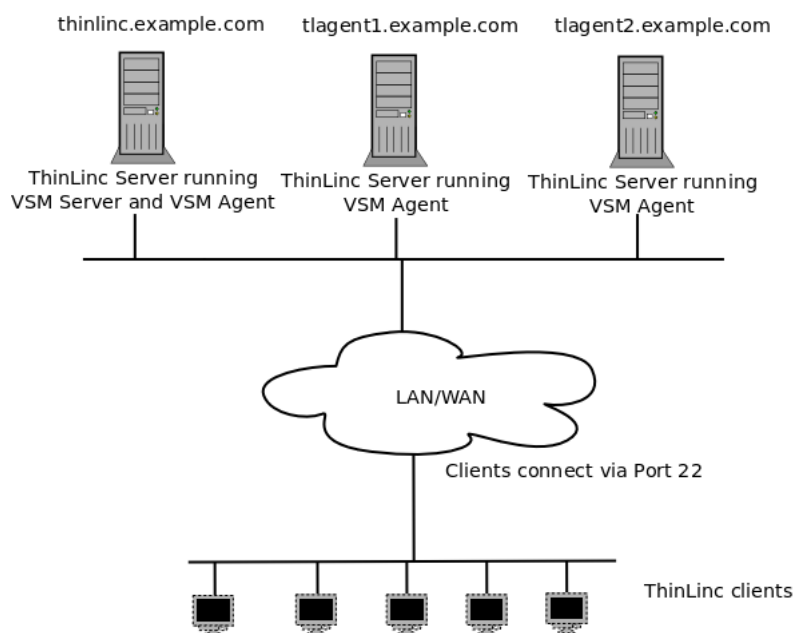 thinlinc.example.com
tlagent1.example.com
tlagent2.example.com
ThinLinc Server running
VSM Server and VSM Agent
ThinLinc Server running
VSM Agent
ThinLinc Server running
VSM Agent
LAN/WAN
Clients connect via Port 22
ThinLinc clients